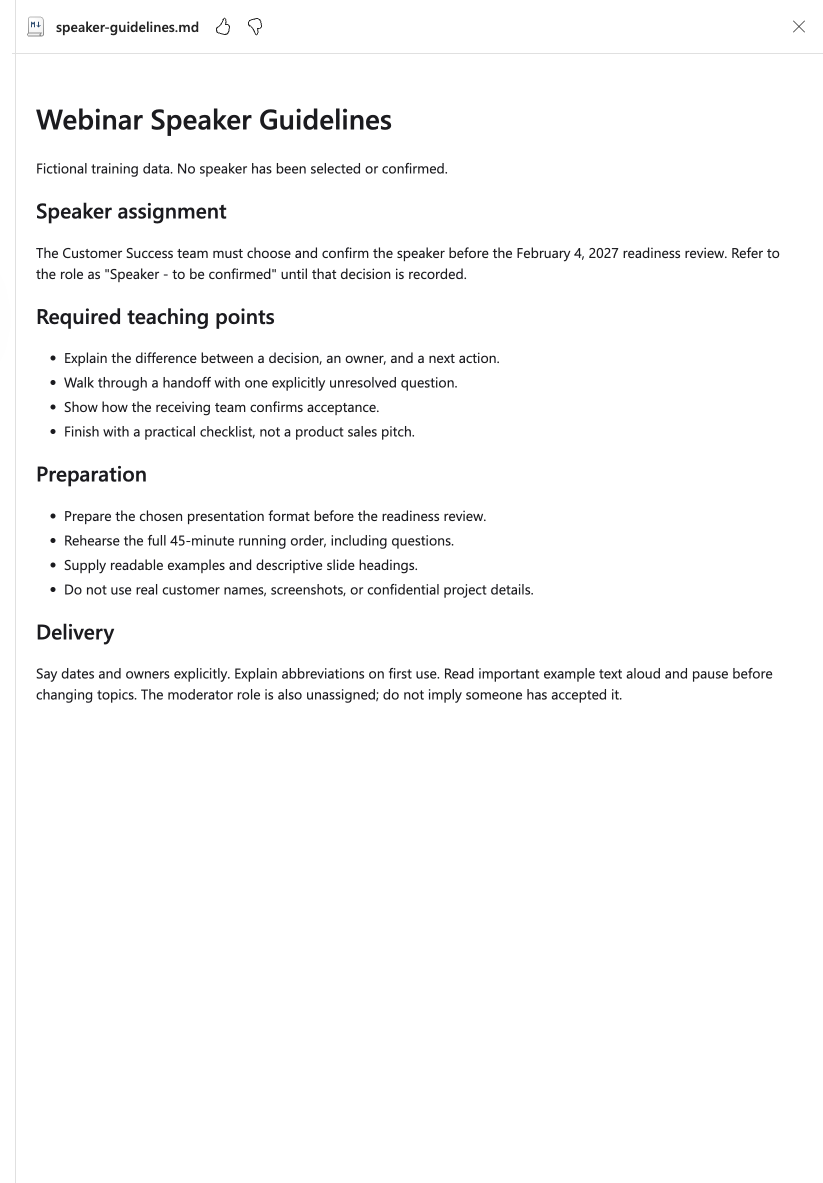 speaker-guidelines.md
Webinar Speaker Guidelines
Fictional training data. No speaker has been selected or confirmed.
Speaker assignment
The Customer Success team must choose and confirm the speaker before the February 4, 2027 readiness review. Refer to
the role as "Speaker - to be confirmed" until that decision is recorded.
Required teaching points
• Explain the difference between a decision, an owner, and a next action.
• Walk through a handoff with one explicitly unresolved question.
• Show how the receiving team confirms acceptance.
• Finish with a practical checklist, not a product sales pitch.
Preparation
• Prepare the chosen presentation format before the readiness review.
• Rehearse the full 45-minute running order, including questions.
• Supply readable examples and descriptive slide headings.
• Do not use real customer names, screenshots, or confidential project details.
Delivery
Say dates and owners explicitly. Explain abbreviations on first use. Read important example text aloud and pause before
changing topics. The moderator role is also unassigned; do not imply someone has accepted it.